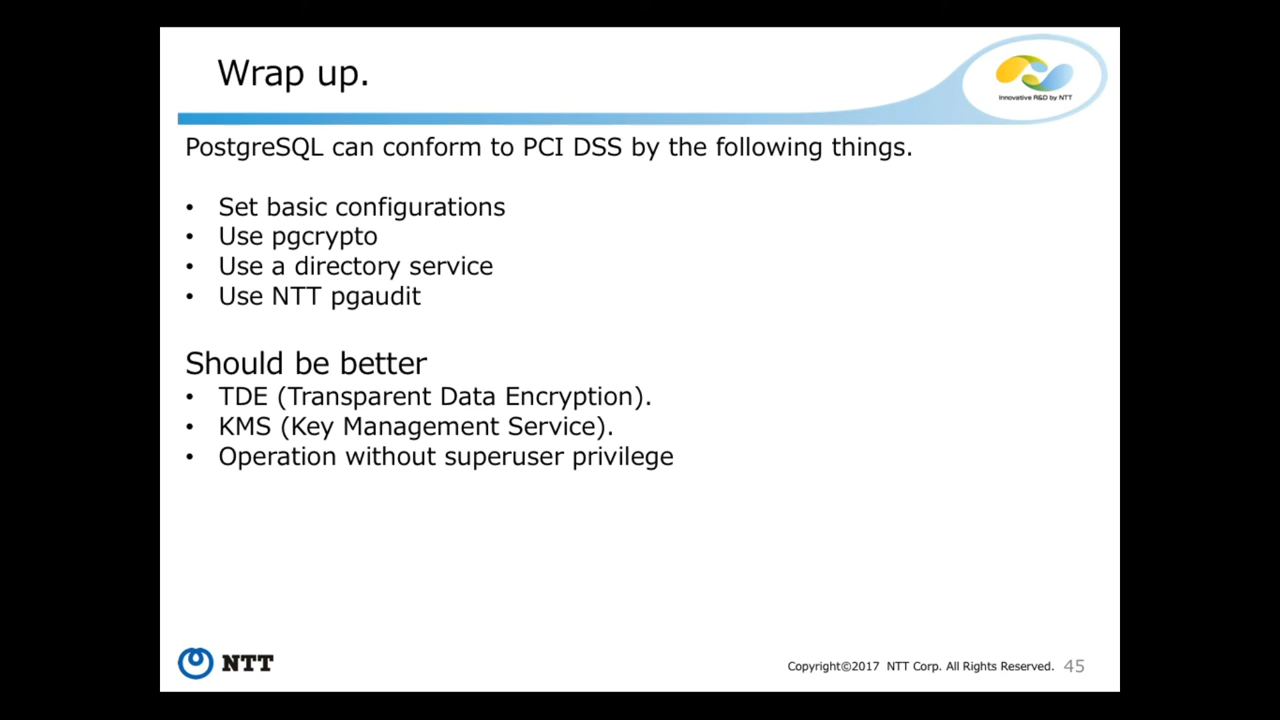 Wrap up.
Innovative R&D by NTT
PostgreSQL can conform to PCI DSS by the following things.
• Set basic configurations
• Use pgcrypto
• Use a directory service
• Use NTT pgaudit
Should be better
• TDE (Transparent Data Encryption).
• KMS (Key Management Service).
• Operation without superuser privilege
NTT
Copyright©2017 NTT Corp. All Rights Reserved. 45